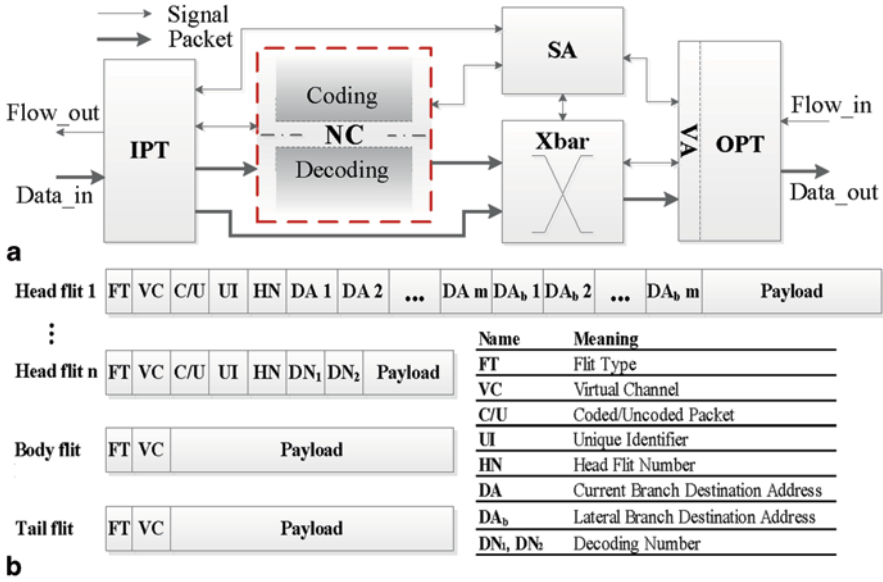 Signal
Packet
Flow_out
Data_in
IPT
Coding
NC
Decoding
SA
Xbar
VA
OPT
Flow_in
Data_out
a
Head flit 1 FT VC C/U UI HN DA 1 DA 2 ... DA m DAb 1 DAb 2 ... DAb m Payload
⋮
Head flit n FT VC C/U UI HN DN1 DN2 Payload
Body flit FT VC Payload
Tail flit FT VC Payload
Name Meaning
FT Flit Type
VC Virtual Channel
C/U Coded/Uncoded Packet
UI Unique Identifier
HN Head Flit Number
DA Current Branch Destination Address
DAb Lateral Branch Destination Address
DN1, DN2 Decoding Number
b